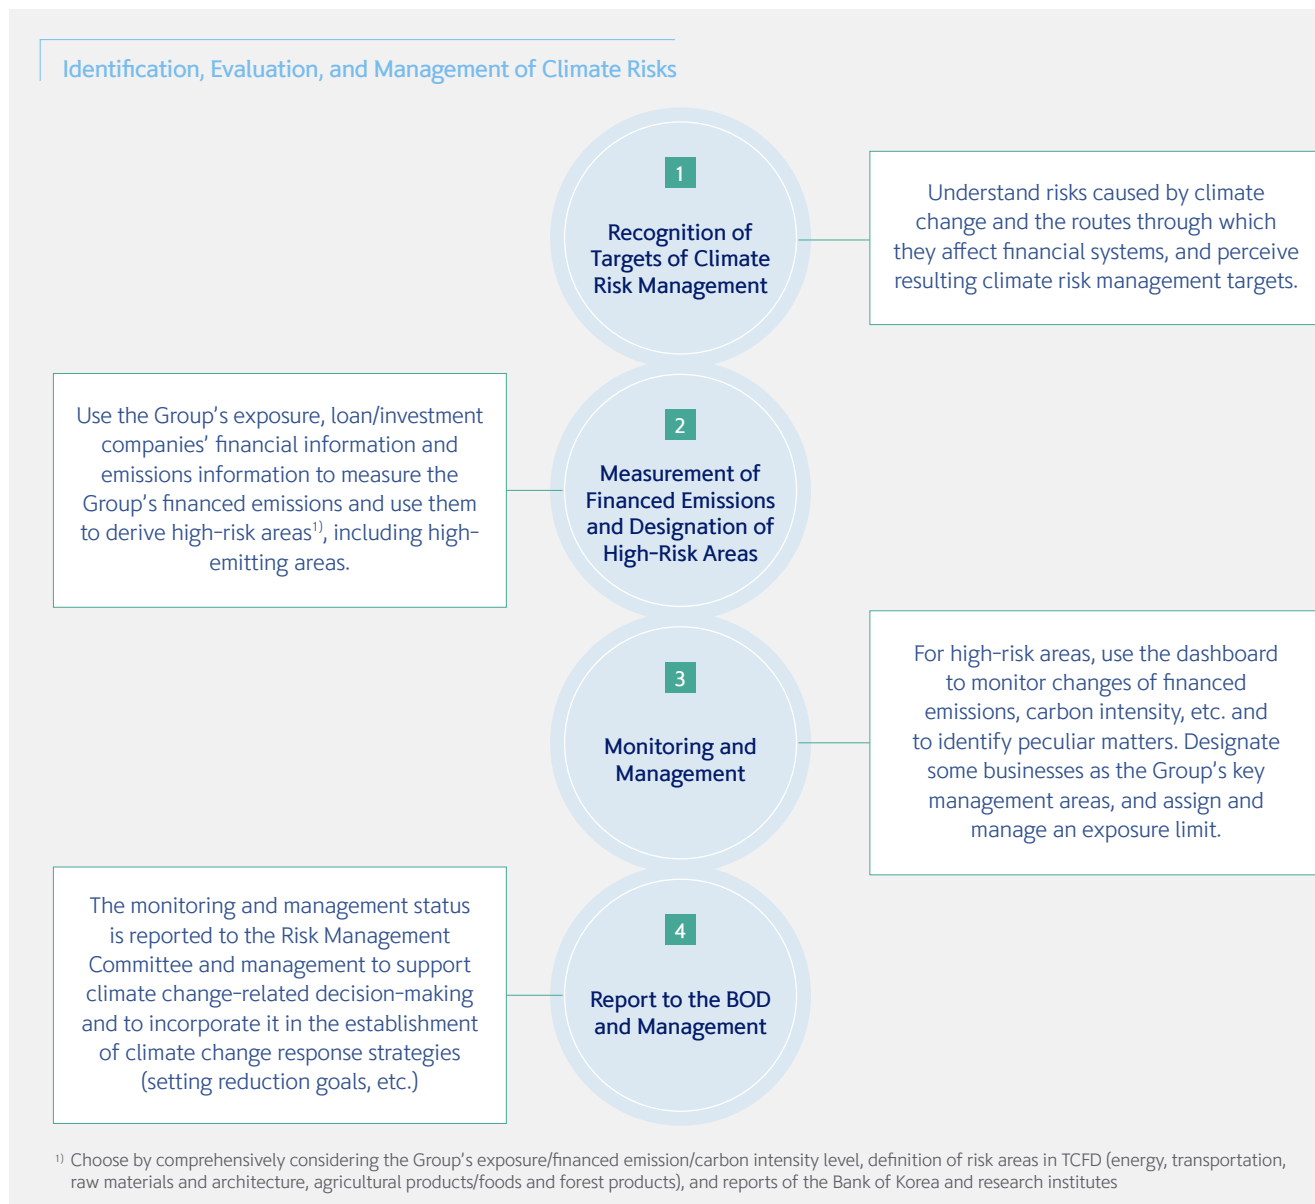 Identification, Evaluation, and Management of Climate Risks
1
Recognition of
Targets of Climate
Risk Management
Understand risks caused by climate
change and the routes through which
they affect financial systems, and perceive
resulting climate risk management targets.
2
Measurement of
Financed Emissions
and Designation of
High-Risk Areas
Use the Group's exposure, loan/investment
companies' financial information and
emissions information to measure the
Group's financed emissions and use them
to derive high-risk areas1), including high-
emitting areas.
3
Monitoring and
Management
For high-risk areas, use the dashboard
to monitor changes of financed
emissions, carbon intensity, etc. and
to identify peculiar matters. Designate
some businesses as the Group's key
management areas, and assign and
manage an exposure limit.
4
Report to the BOD
and Management
The monitoring and management status
is reported to the Risk Management
Committee and management to support
climate change-related decision-making
and to incorporate it in the establishment
of climate change response strategies
(setting reduction goals, etc.)
1) Choose by comprehensively considering the Group's exposure/financed emission/carbon intensity level, definition of risk areas in TCFD (energy, transportation,
raw materials and architecture, agricultural products/foods and forest products), and reports of the Bank of Korea and research institutes